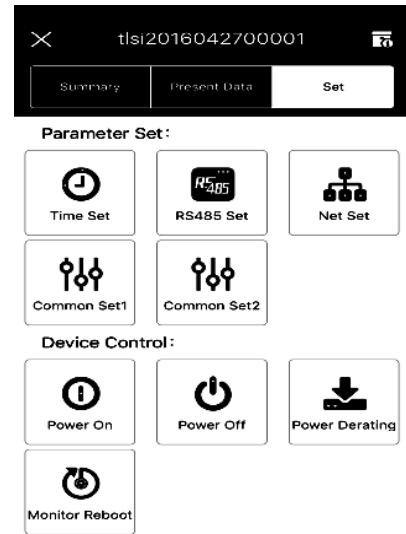 tlsi2016042700001
Summary Present Data Set
Parameter Set:
RS485
Time Set RS485 Set Net Set
Common Set1 Common Set2
Device Control:
Power On Power Off Power Derating
Monitor Reboot